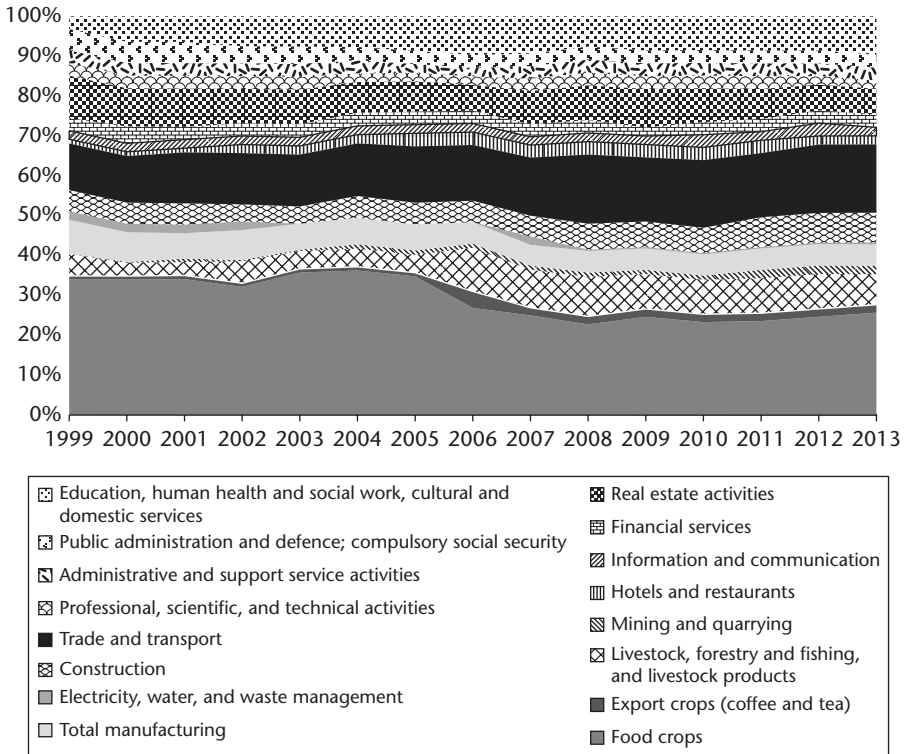 100%
90%
80%
70%
60%
50%
40%
30%
20%
10%
0%
1999 2000 2001 2002 2003 2004 2005 2006 2007 2008 2009 2010 2011 2012 2013
Education, human health and social work, cultural and
domestic services
Public administration and defence; compulsory social security
Administrative and support service activities
Professional, scientific, and technical activities
Trade and transport
Construction
Electricity, water, and waste management
Total manufacturing
Real estate activities
Financial services
Information and communication
Hotels and restaurants
Mining and quarrying
Livestock, forestry and fishing,
and livestock products
Export crops (coffee and tea)
Food crops